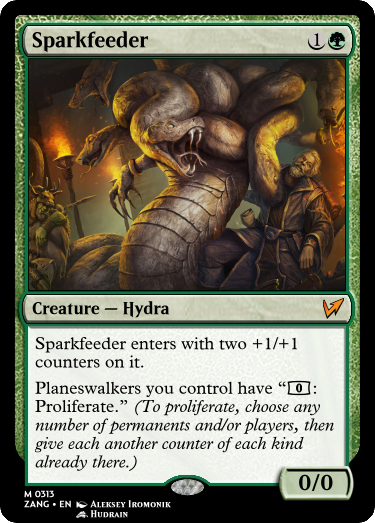 Sparkfeeder 1
Creature — Hydra
Sparkfeeder enters with two +1/+1
counters on it.
Planeswalkers you control have “0:
Proliferate.” (To proliferate, choose any
number of permanents and/or players, then
give each another counter of each kind
already there.)
0/0
M 0313
ZANG • EN Aleksey Iromonik
Hudrain